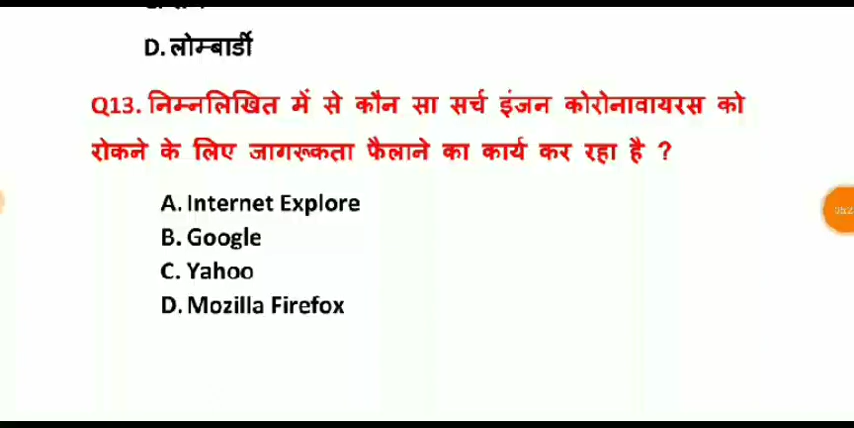 D. लोम्बार्डी
Q13. निम्नलिखित में से कौन सा सर्च इंजन कोरोनावायरस को
रोकने के लिए जागरूकता फैलाने का कार्य कर रहा है ?
A. Internet Explore
B. Google
C. Yahoo
D. Mozilla Firefox